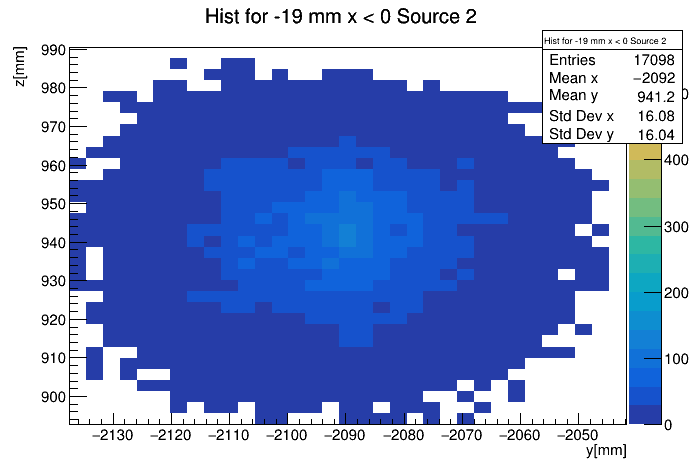 Hist for -19 mm x < 0 Source 2
z[mm]
990
980
970
960
950
940
930
920
910
900
Hist for -19 mm x < 0 Source 2
Entries 17098
Mean x −2092
Mean y 941.2
Std Dev x 16.08
Std Dev y 16.04
0
400
300
200
100
0
−2130 −2120 −2110 −2100 −2090 −2080 −2070 −2060 −2050
y[mm]